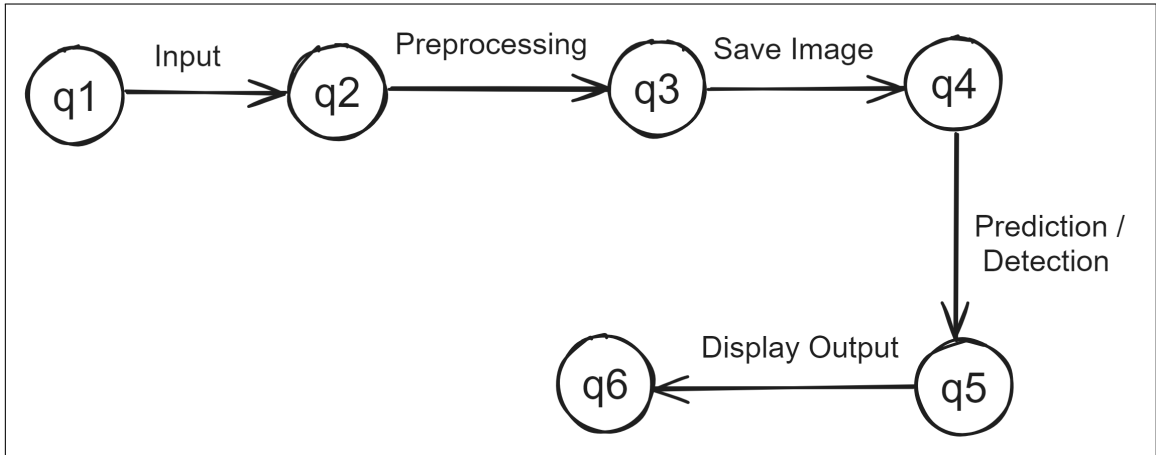 q1
Input
q2
Preprocessing
q3
Save Image
q4
Prediction /
Detection
q5
Display Output
q6